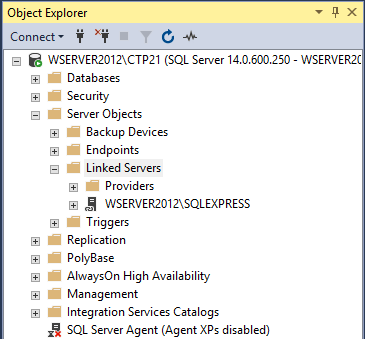 Object Explorer
Connect
WSERVER2012\CTP21 (SQL Server 14.0.600.250 - WSERVER20
Databases
Security
Server Objects
Backup Devices
Endpoints
Linked Servers
Providers
WSERVER2012\SQLEXPRESS
Triggers
Replication
PolyBase
AlwaysOn High Availability
Management
Integration Services Catalogs
SQL Server Agent (Agent XPs disabled)